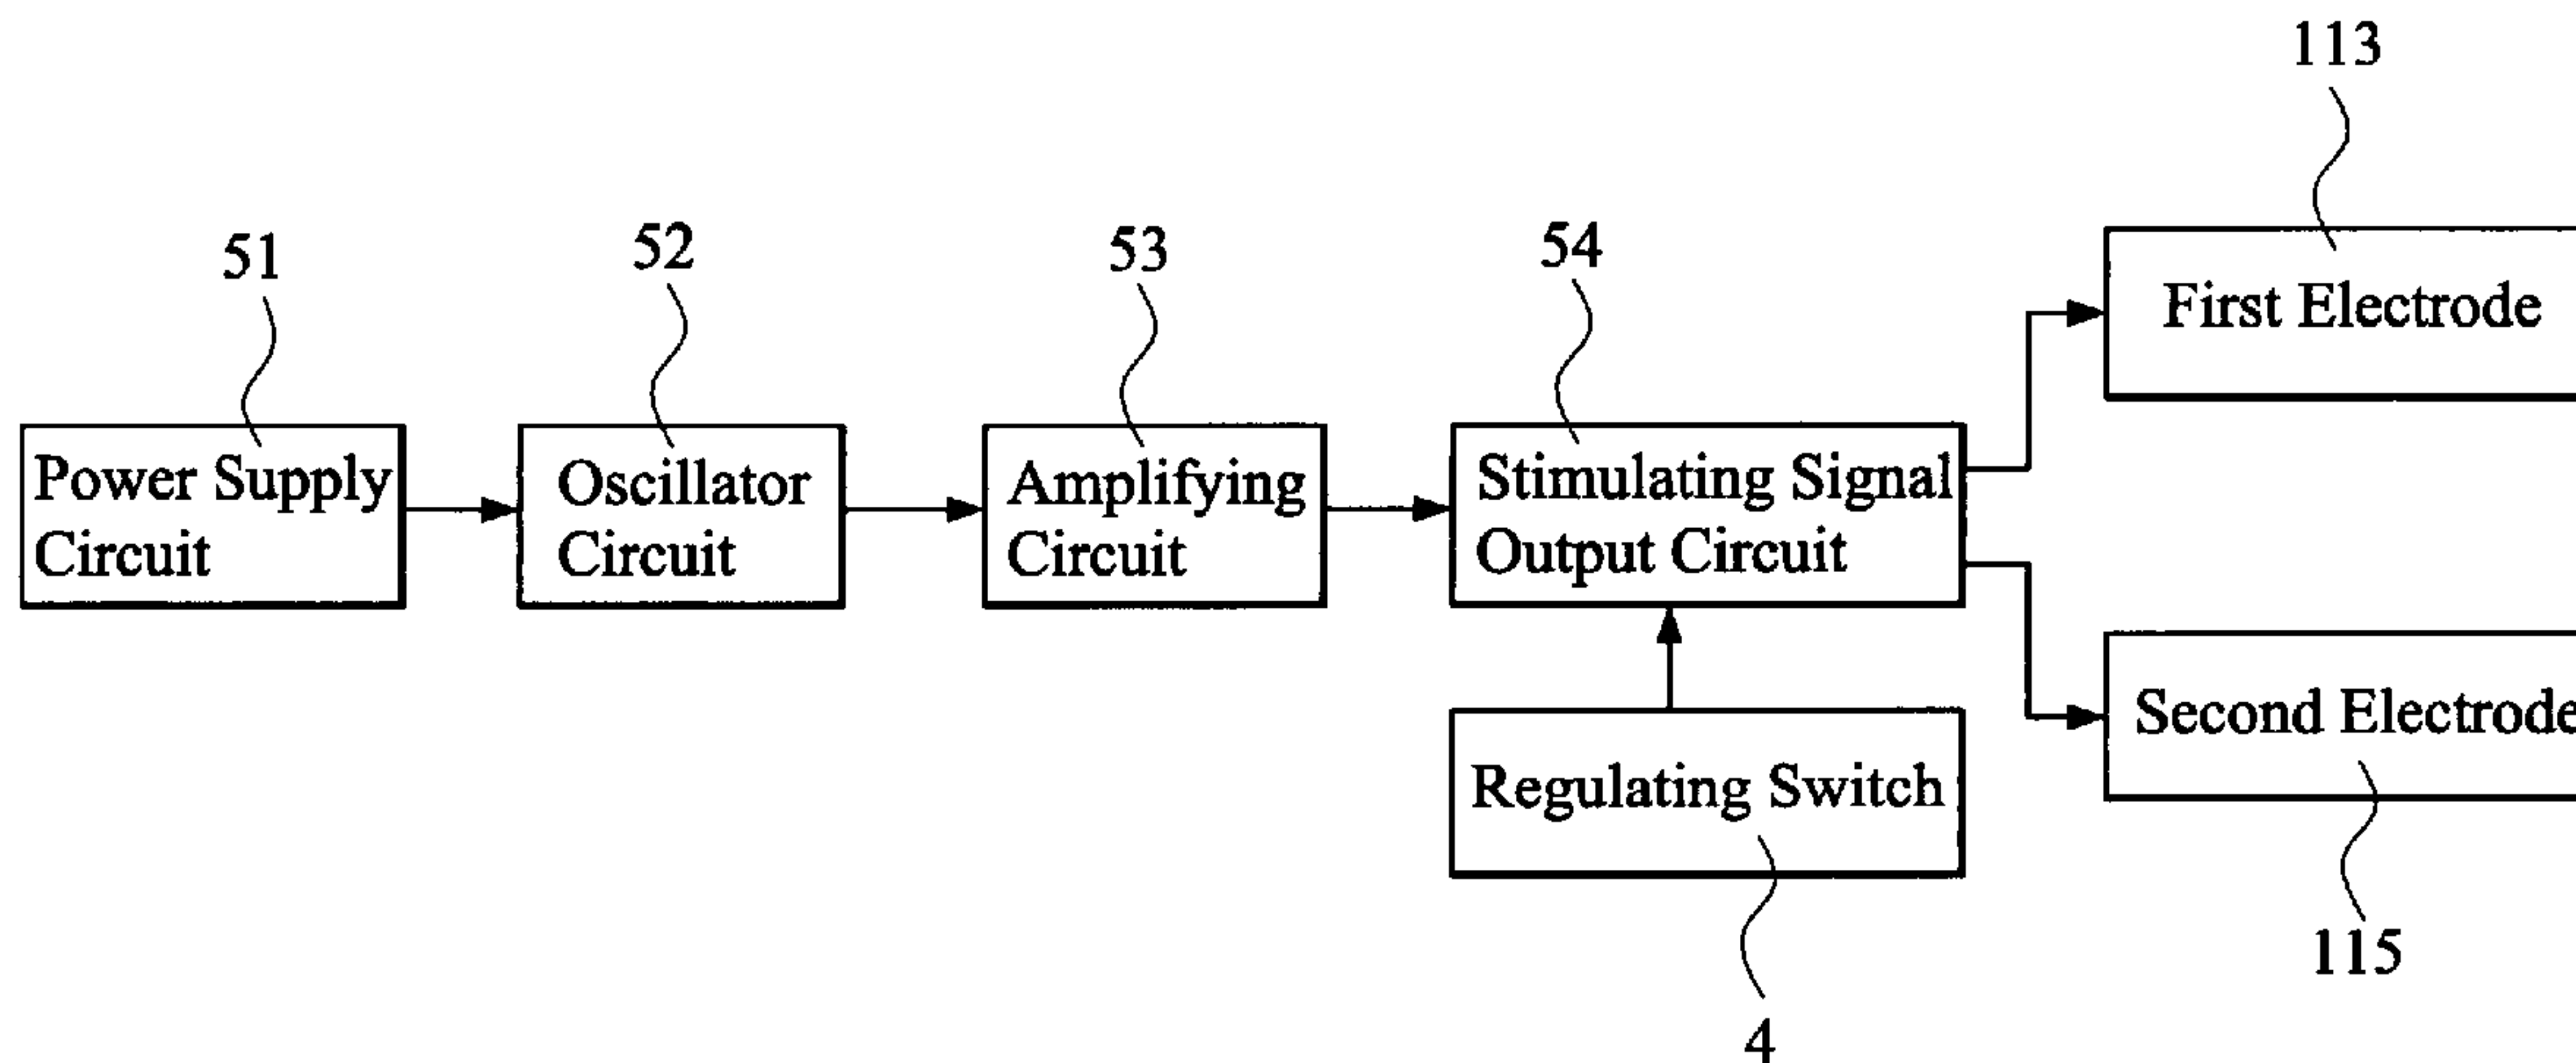 113
51
52
53
54
First Electrode
Power Supply
Circuit
Oscillator
Circuit
Amplifying
Circuit
Stimulating Signal
Output Circuit
Second Electrode
Regulating Switch
115
4